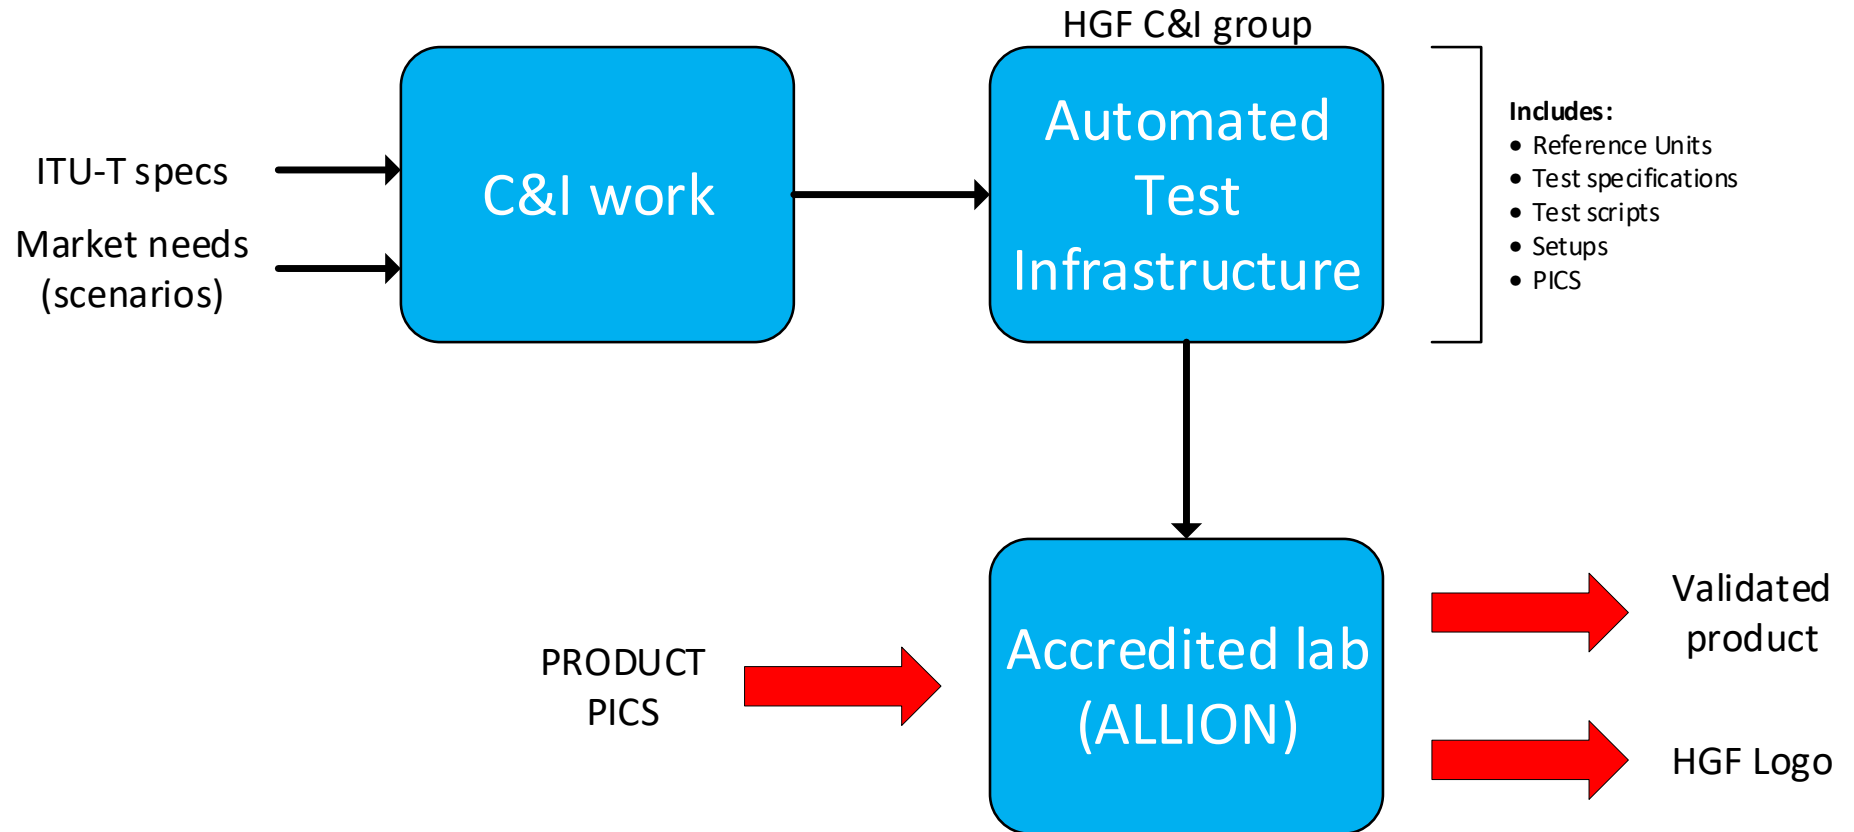 HGF C&I group
ITU-T specs
Market needs
(scenarios)
C&I work
Automated
Test
Infrastructure
Includes:
• Reference Units
• Test specifications
• Test scripts
• Setups
• PICS
PRODUCT
PICS
Accredited lab
(ALLION)
Validated
product
HGF Logo